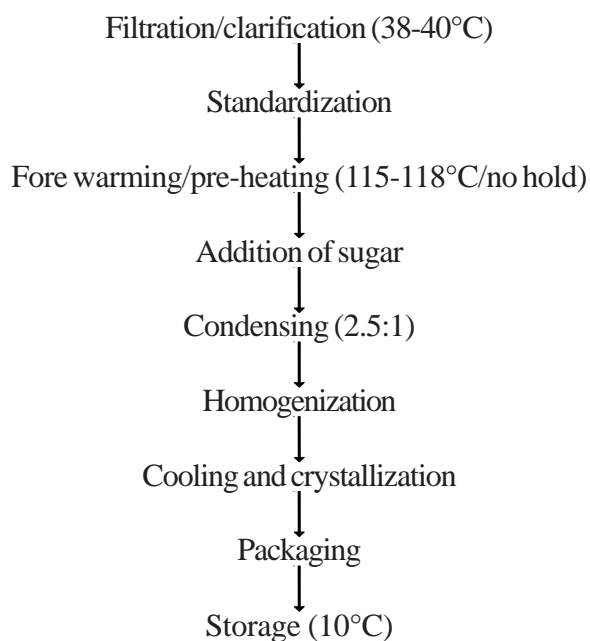 Filtration/clarification (38-40°C)
Standardization
Fore warming/pre-heating (115-118°C/no hold)
Addition of sugar
Condensing (2.5:1)
Homogenization
Cooling and crystallization
Packaging
Storage (10°C)